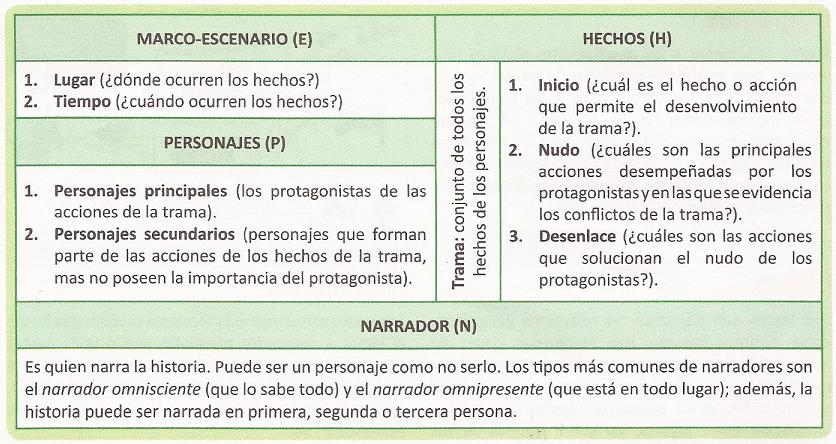 MARCO-ESCENARIO (E)
1. Lugar (¿dónde ocurren los hechos?)
2. Tiempo (¿cuándo ocurren los hechos?)
PERSONAJES (P)
1. Personajes principales (los protagonistas de las
acciones de la trama).
2. Personajes secundarios (personajes que forman
parte de las acciones de los hechos de la trama,
mas no poseen la importancia del protagonista).
Trama: conjunto de todos los
hechos de los personajes.
HECHOS (H)
1. Inicio (¿cuál es el hecho o acción
que permite el desenvolvimiento
de la trama?).
2. Nudo (¿cuáles son las principales
acciones desempeñadas por los
protagonistas y en las que se evidencia
los conflictos de la trama?).
3. Desenlace (¿cuáles son las acciones
que solucionan el nudo de los
protagonistas?).
NARRADOR (N)
Es quien narra la historia. Puede ser un personaje como no serlo. Los tipos más comunes de narradores son
el narrador omnisciente (que lo sabe todo) y el narrador omnipresente (que está en todo lugar); además, la
historia puede ser narrada en primera, segunda o tercera persona.